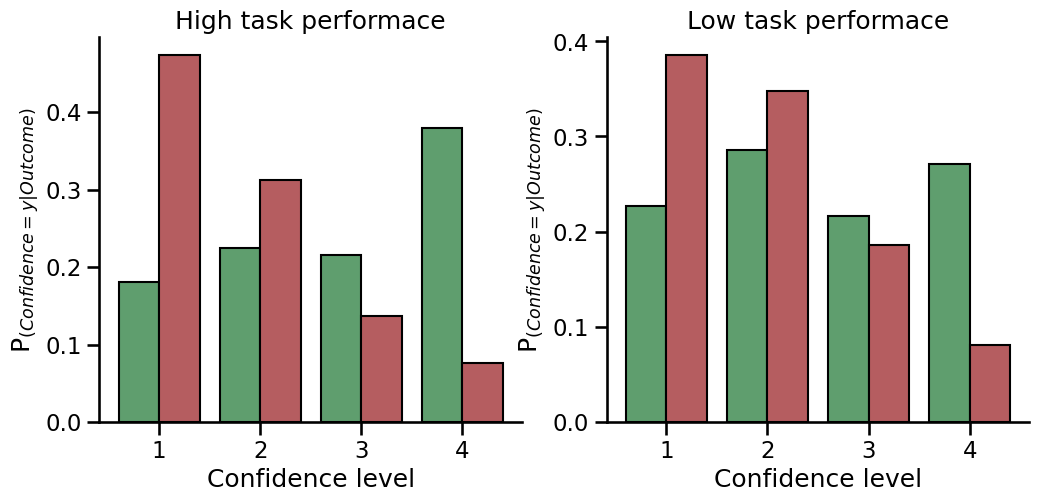 High task performace
P(Confidence = y|Outcome)
0.4
0.3
0.2
0.1
0.0
1 2 3 4
Confidence level
Low task performace
P(Confidence = y|Outcome)
0.4
0.3
0.2
0.1
0.0
1 2 3 4
Confidence level